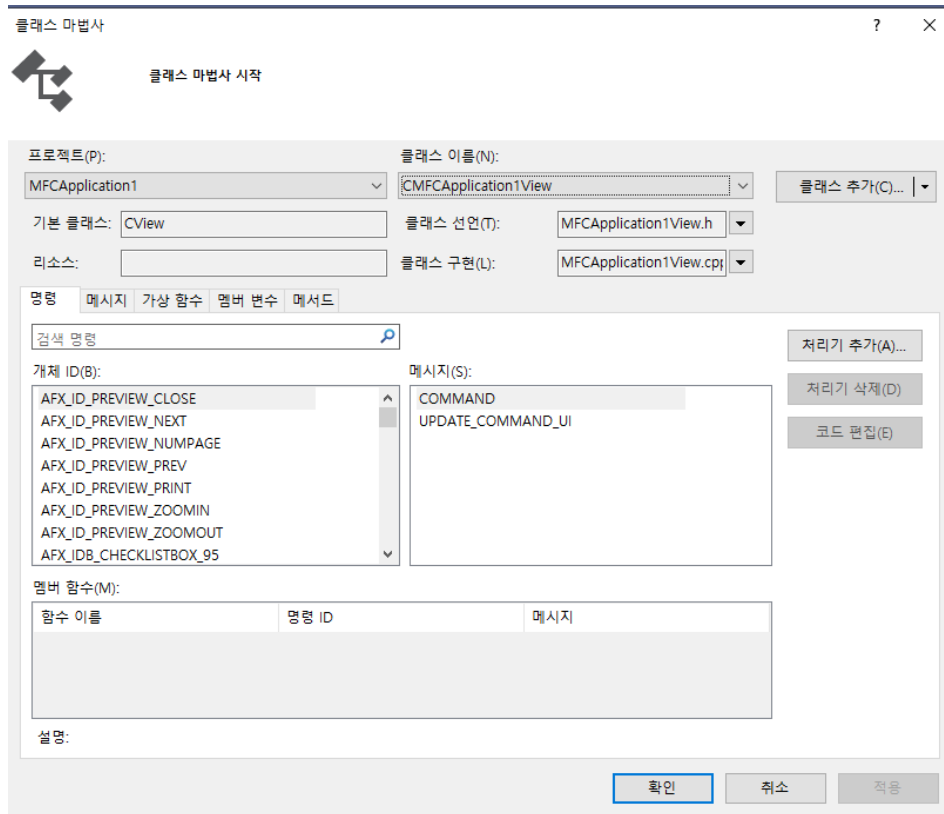 클래스 마법사
클래스 마법사 시작
프로젝트(P):
클래스 이름(N):
MFCApplication1
CMFCApplication1View
클래스 추가(C)...
기본 클래스: CView
클래스 선언(T): MFCApplication1View.h
리소스:
클래스 구현(L): MFCApplication1View.cpp
명령 메시지 가상 함수 멤버 변수 메서드
검색 명령
처리기 추가(A)...
개체 ID(B):
메시지(S):
AFX_ID_PREVIEW_CLOSE
AFX_ID_PREVIEW_NEXT
AFX_ID_PREVIEW_NUMPAGE
AFX_ID_PREVIEW_PREV
AFX_ID_PREVIEW_PRINT
AFX_ID_PREVIEW_ZOOMIN
AFX_ID_PREVIEW_ZOOMOUT
AFX_IDB_CHECKLISTBOX_95
COMMAND
UPDATE_COMMAND_UI
처리기 삭제(D)
코드 편집(E)
멤버 함수(M):
함수 이름 명령 ID 메시지
설명:
확인 취소 적용